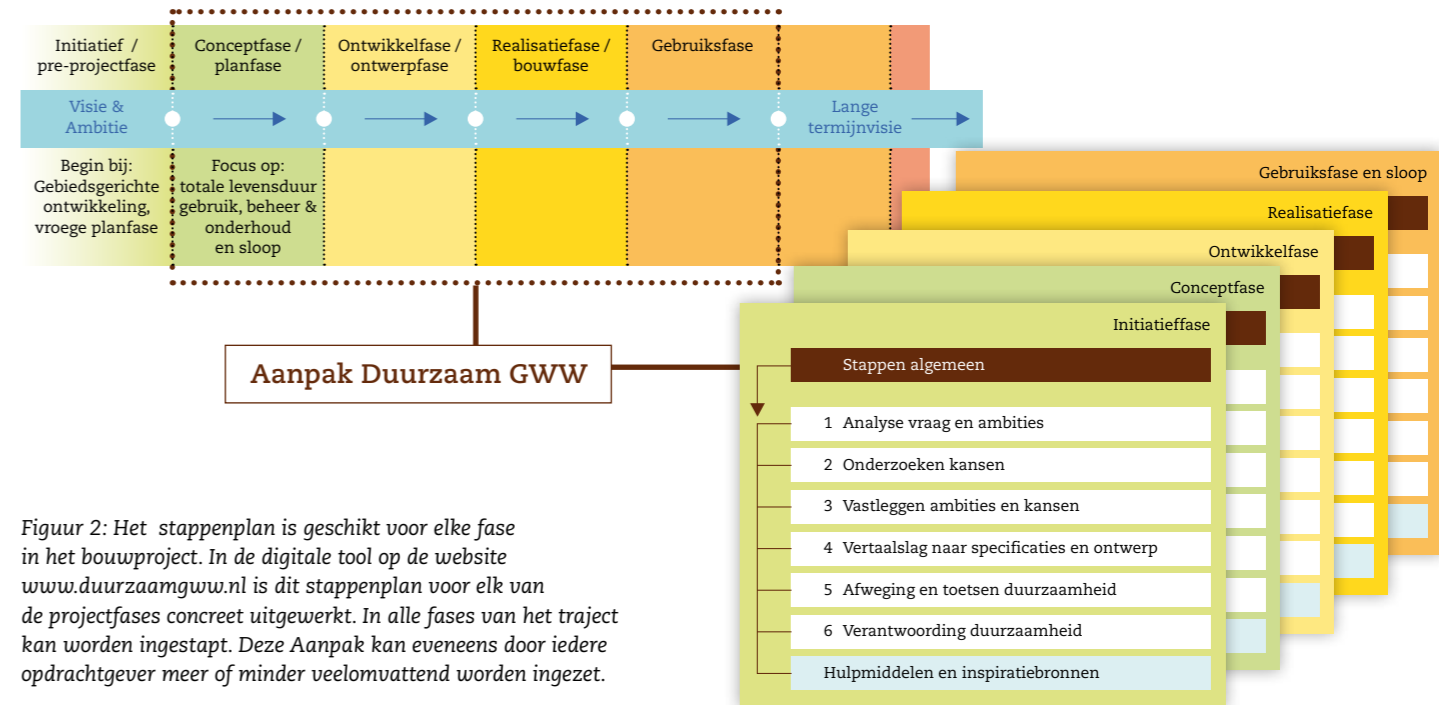 Initiatief /
pre-projectfase
Conceptfase /
planfase
Ontwikkelfase /
ontwerpfase
Realisatiefase /
bouwfase
Gebruiksfase
Visie &
Ambitie
Lange
termijnvisie
Begin bij:
Gebiedsgerichte
ontwikkeling,
vroege planfase
Focus op:
totale levensduur
gebruik, beheer &
onderhoud
en sloop
Aanpak Duurzaam GWW
Gebruiksfase en sloop
Realisatiefase
Ontwikkelfase
Conceptfase
Initiatieffase
Stappen algemeen
1 Analyse vraag en ambities
2 Onderzoeken kansen
3 Vastleggen ambities en kansen
4 Vertaalslag naar specificaties en ontwerp
5 Afweging en toetsen duurzaamheid
6 Verantwoording duurzaamheid
Hulpmiddelen en inspiratiebronnen
Figuur 2: Het stappenplan is geschikt voor elke fase
in het bouwproject. In de digitale tool op de website
www.duurzaamgww.nl is dit stappenplan voor elk van
de projectfases concreet uitgewerkt. In alle fases van het traject
kan worden ingestapt. Deze Aanpak kan eveneens door iedere
opdrachtgever meer of minder veelomvattend worden ingezet.